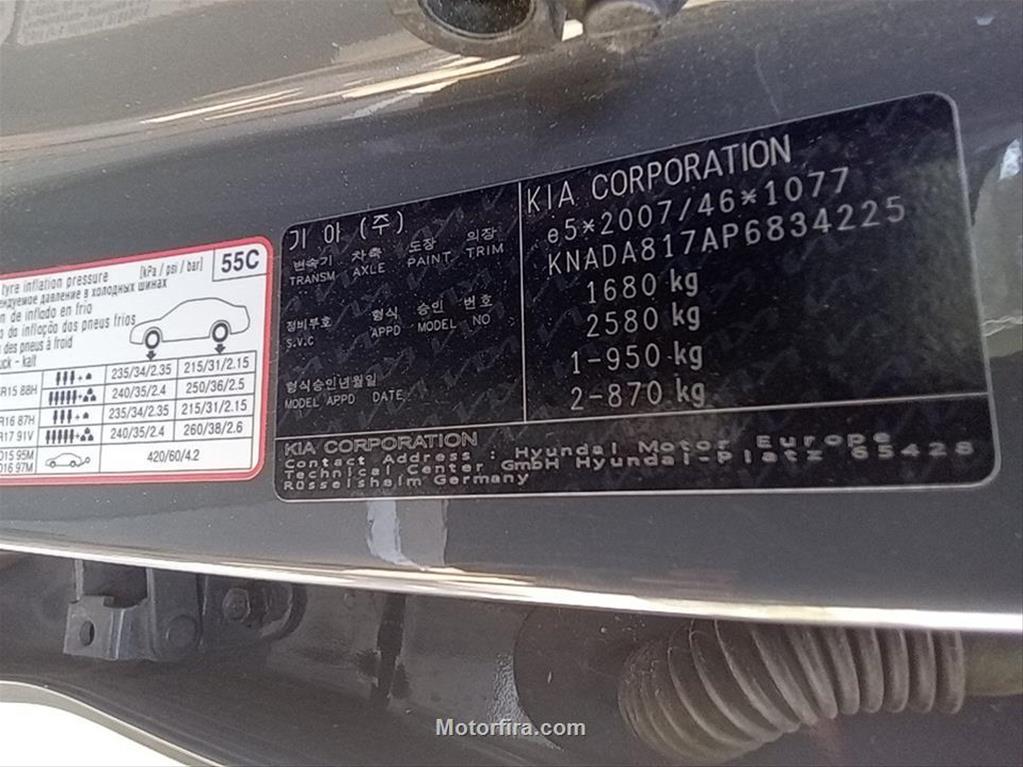 tyre inflation pressure [kPa / psi / bar] 55C
давление в холодных шинах
de inflado en frio
da inflação dos pneus frios
des pneus à froid
kalt
235/34/2.35 215/31/2.15
R15 88H 240/35/2.4 250/36/2.5
R16 87H 235/34/2.35 215/31/2.15
R17 91V 240/35/2.4 260/38/2.6
D15 95M
D16 97M 420/60/4.2
기 아 (주)
변속기 차축 도장 의장
TRANSM AXLE PAINT TRIM
정비부호 형식 승인 번호
S.V.C APPD MODEL NO
형식승인년월일
MODEL APPD DATE
KIA CORPORATION
e5*2007/46*1077
KNADA817AP6834225
1680 kg
2580 kg
1-950 kg
2-870 kg
KIA CORPORATION
Contact Address : Hyundai Motor Europe
Technical Center GmbH Hyundai-Platz 65428
Rüsselsheim Germany
Motorfira.com